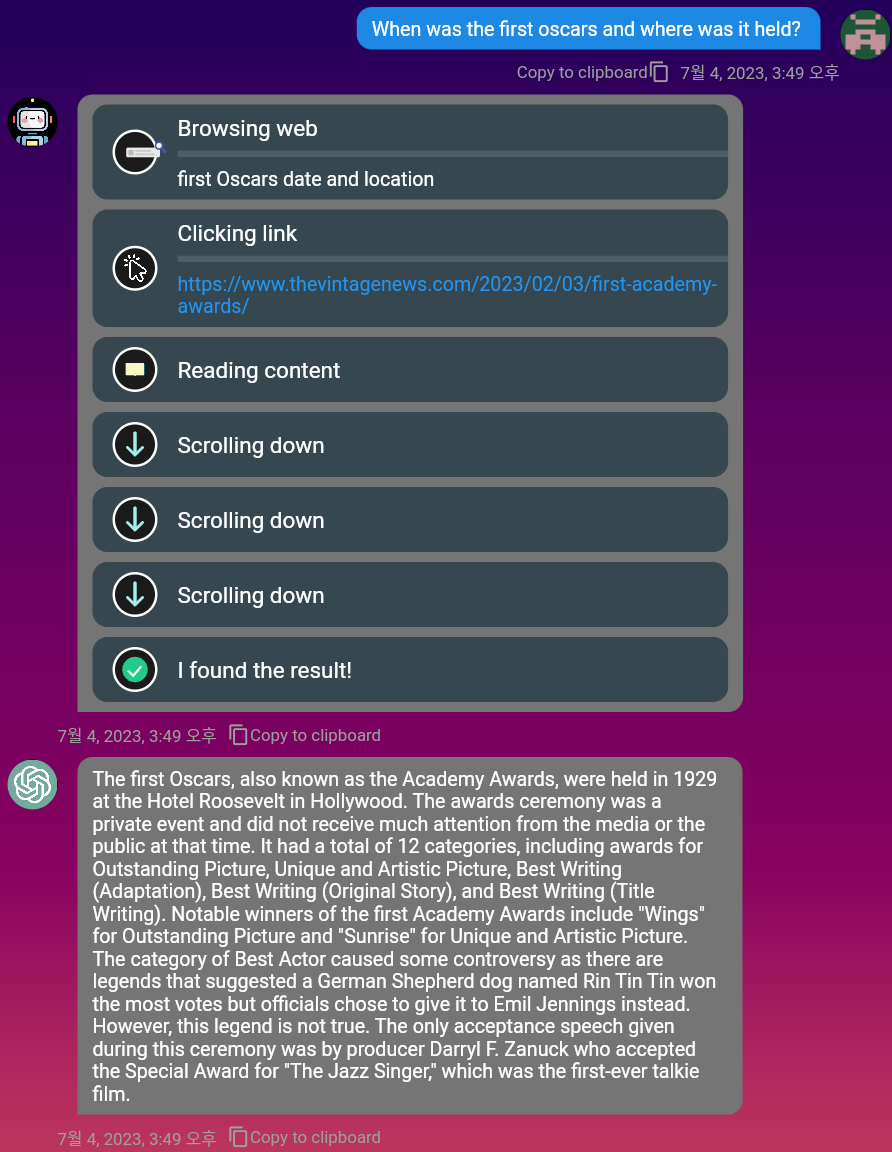 When was the first oscars and where was it held?
Copy to clipboard 7월 4, 2023, 3:49 오후
Browsing web
first Oscars date and location
Clicking link
https://www.thevintagenews.com/2023/02/03/first-academy-
awards/
Reading content
Scrolling down
Scrolling down
Scrolling down
I found the result!
7월 4, 2023, 3:49 오후 Copy to clipboard
The first Oscars, also known as the Academy Awards, were held in 1929
at the Hotel Roosevelt in Hollywood. The awards ceremony was a
private event and did not receive much attention from the media or the
public at that time. It had a total of 12 categories, including awards for
Outstanding Picture, Unique and Artistic Picture, Best Writing
(Adaptation), Best Writing (Original Story), and Best Writing (Title
Writing). Notable winners of the first Academy Awards include "Wings"
for Outstanding Picture and "Sunrise" for Unique and Artistic Picture.
The category of Best Actor caused some controversy as there are
legends that suggested a German Shepherd dog named Rin Tin Tin won
the most votes but officials chose to give it to Emil Jennings instead.
However, this legend is not true. The only acceptance speech given
during this ceremony was by producer Darryl F. Zanuck who accepted
the Special Award for "The Jazz Singer," which was the first-ever talkie
film.
7월 4, 2023, 3:49 오후 Copy to clipboard